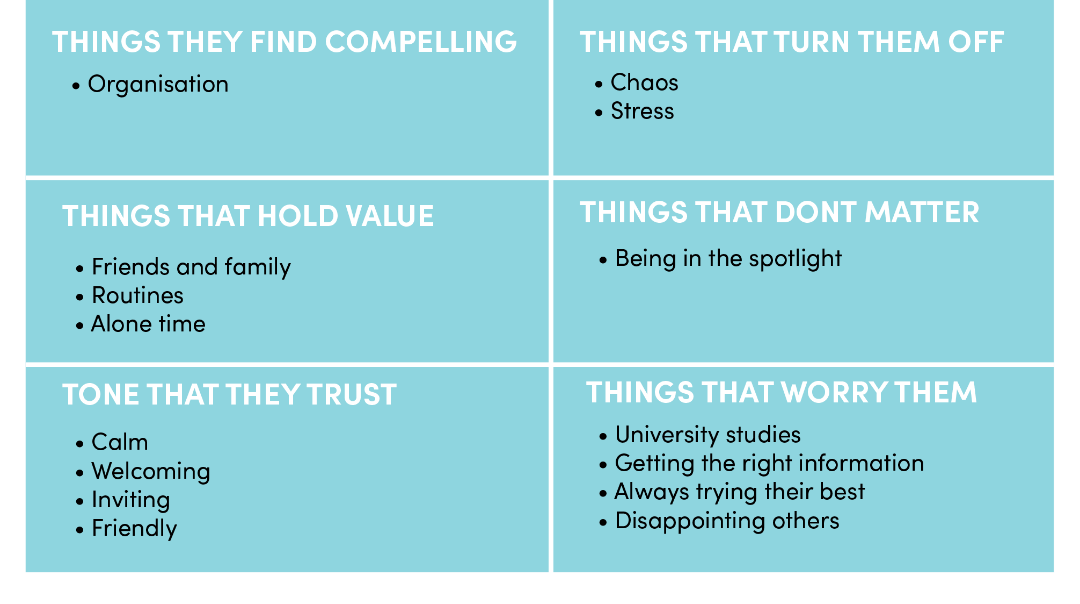 THINGS THEY FIND COMPELLING
• Organisation
THINGS THAT TURN THEM OFF
• Chaos
• Stress
THINGS THAT HOLD VALUE
• Friends and family
• Routines
• Alone time
THINGS THAT DONT MATTER
• Being in the spotlight
TONE THAT THEY TRUST
• Calm
• Welcoming
• Inviting
• Friendly
THINGS THAT WORRY THEM
• University studies
• Getting the right information
• Always trying their best
• Disappointing others